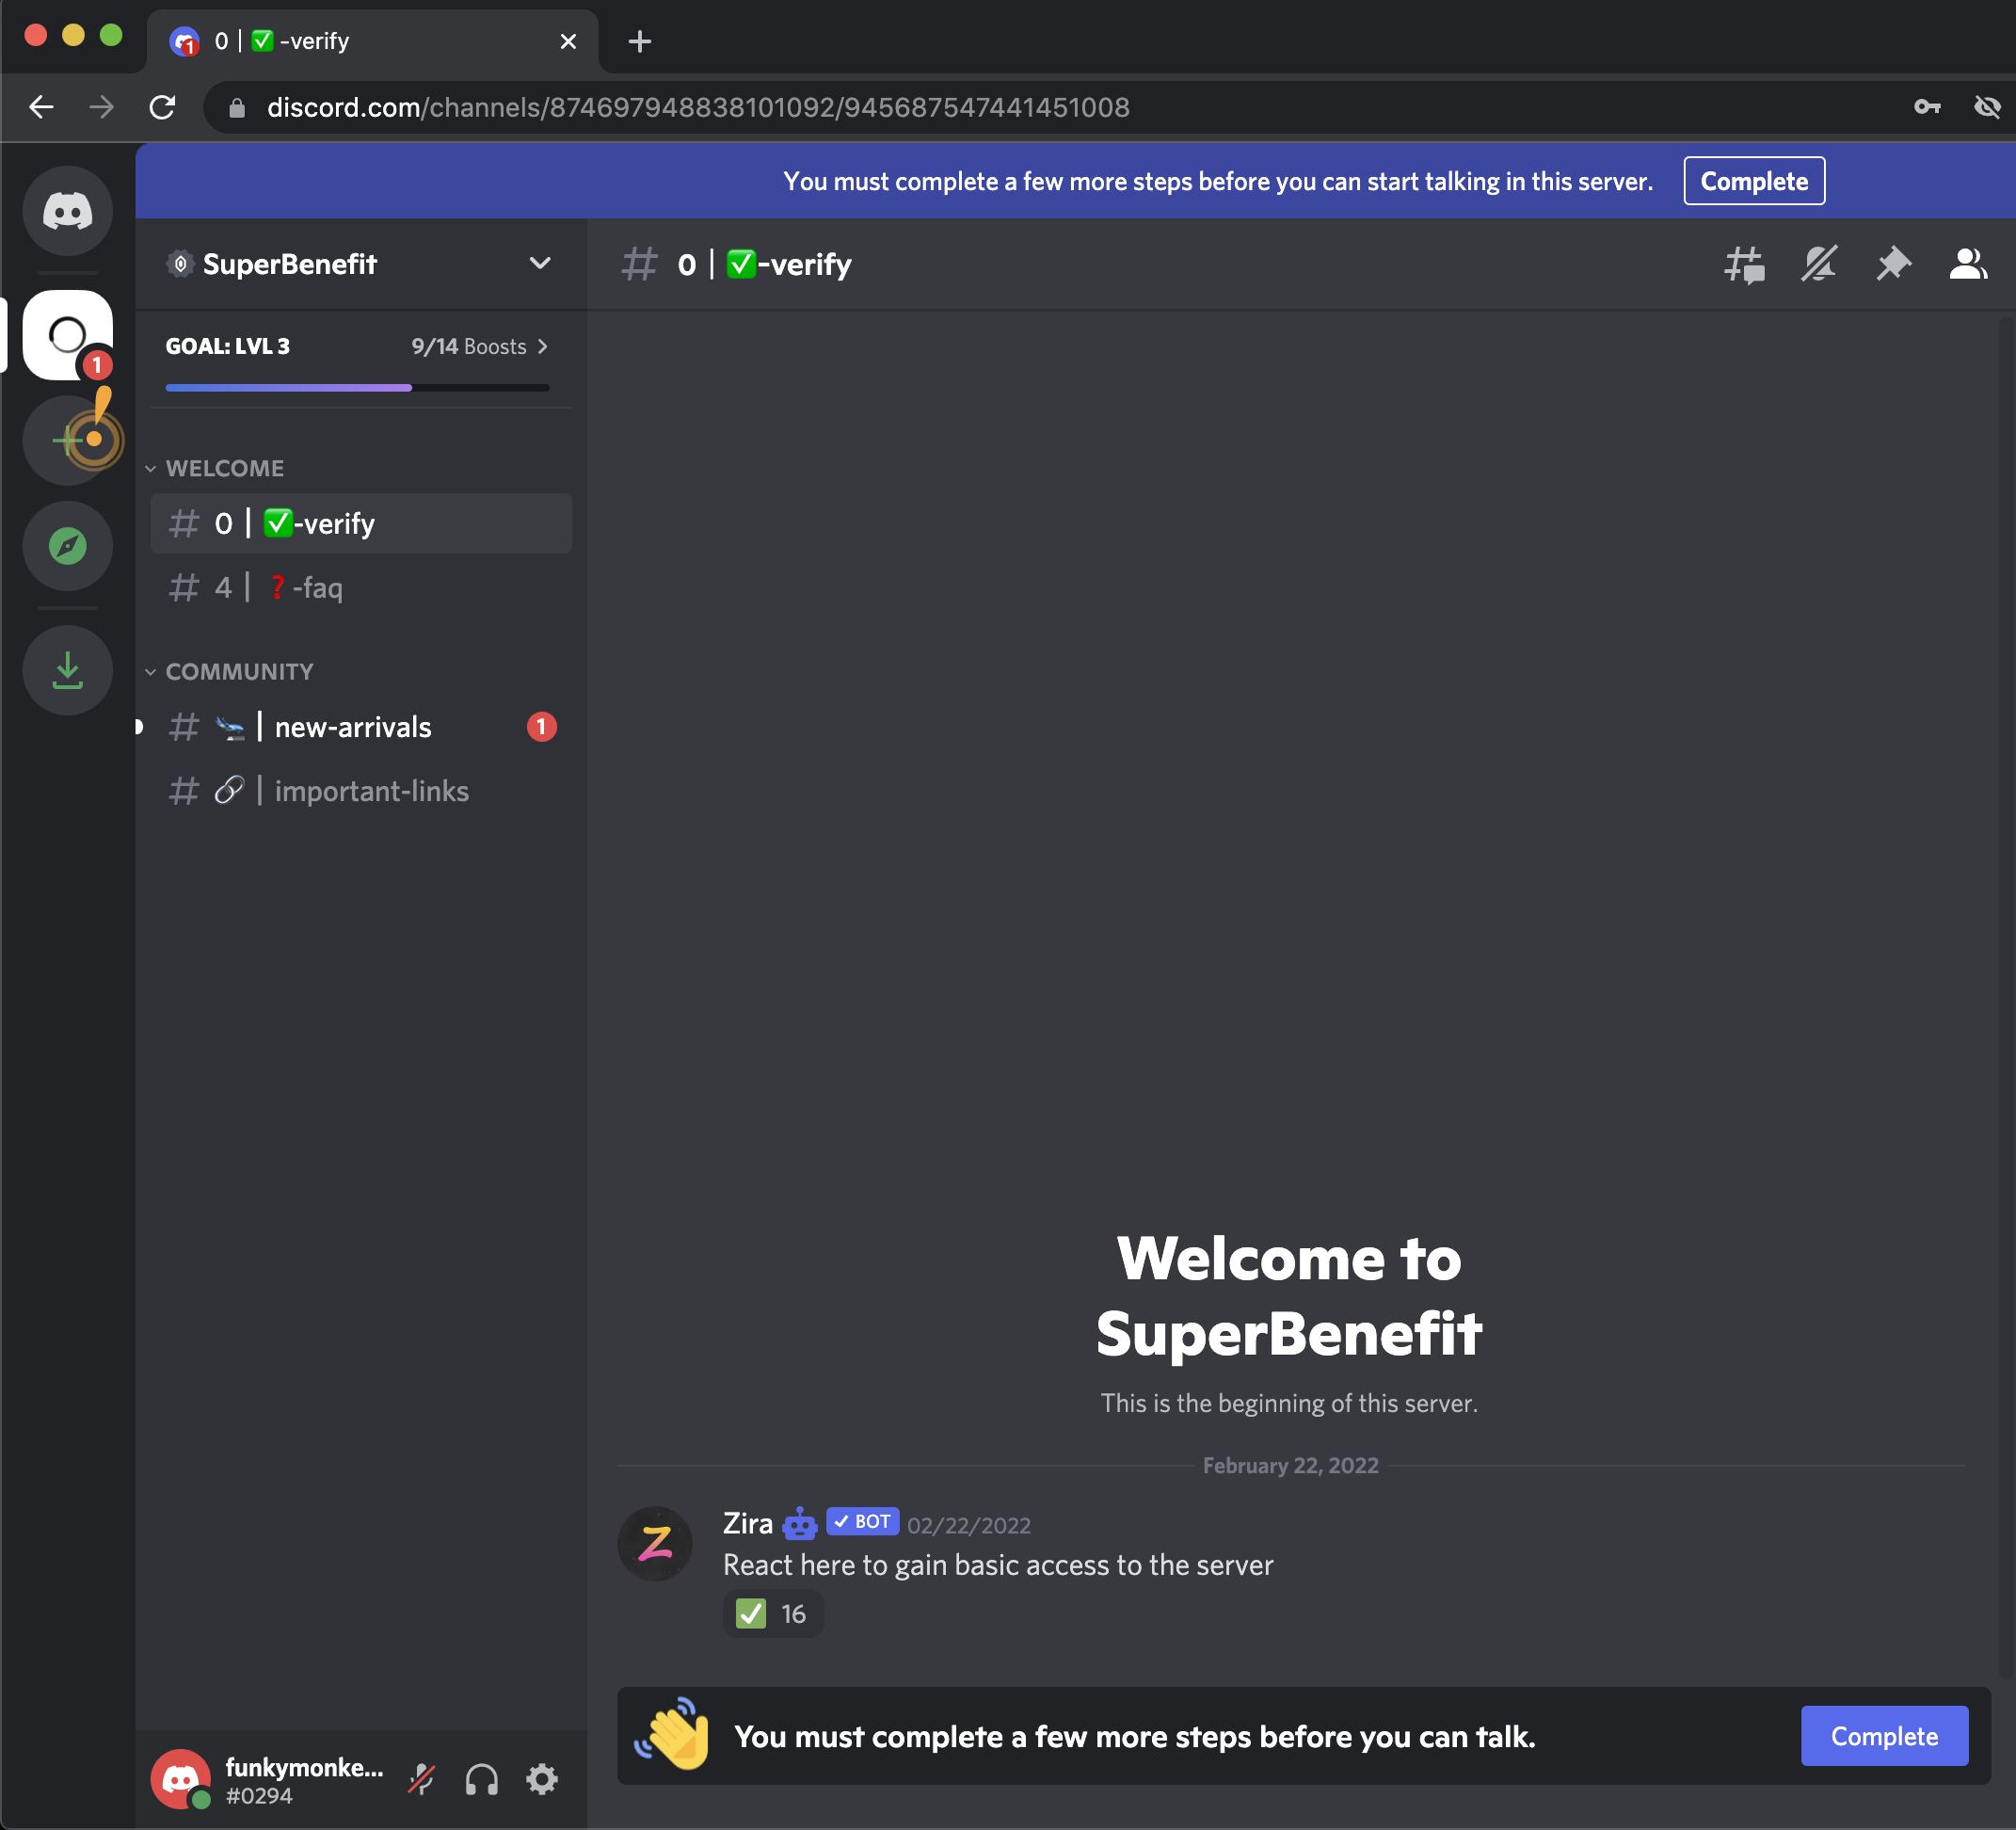 0 | ✅ -verify
discord.com/channels/874697948838101092/945687547441451008
You must complete a few more steps before you can start talking in this server.
Complete
SuperBenefit
0 | ✅-verify
GOAL: LVL 3
9/14 Boosts
1
WELCOME
0 | ✅-verify
4 | ❓-faq
COMMUNITY
🛬 | new-arrivals
1
🔗 | important-links
Welcome to
SuperBenefit
This is the beginning of this server.
February 22, 2022
Zira BOT 02/22/2022
React here to gain basic access to the server
✅ 16
You must complete a few more steps before you can talk.
Complete
funkymonke...
#0294